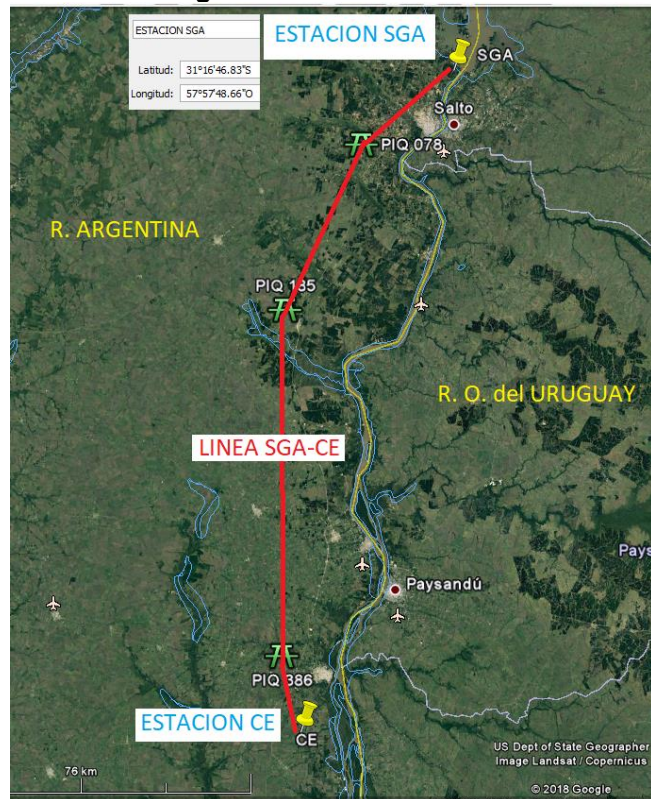 ESTACION SGA
Latitud: 31°16'46.83"S
Longitud: 57°57'48.66"O
ESTACION SGA
SGA
Salto
PIQ 078
R. ARGENTINA
PIQ 135
R. O. del URUGUAY
LINEA SGA-CE
Pays
Paysandú
PIQ 386
ESTACION CE
CE
76 km
US Dept of State Geographer
Image Landsat / Copernicus
© 2018 Google